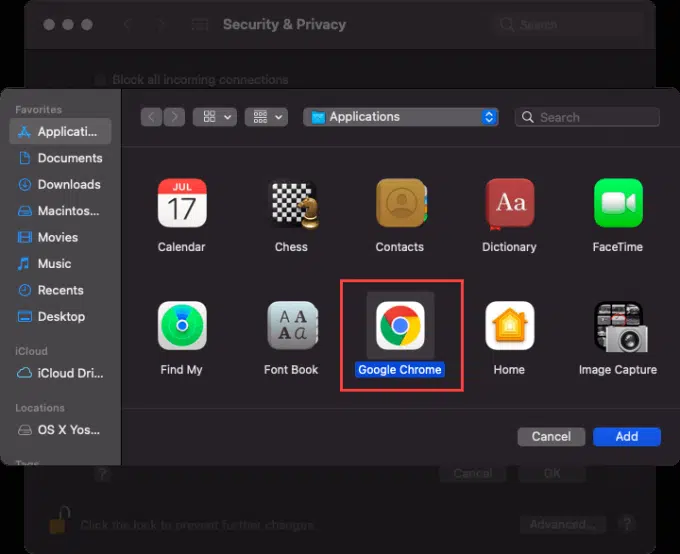 Security & Privacy
Search
Block all incoming connections
Favorites
Applicati...
Documents
Downloads
Macintos...
Movies
Music
Recents
Desktop
iCloud
iCloud Dri...
Locations
OS X Yos...
Tags
Applications
Search
JUL
17
Aa
Calendar
Chess
Contacts
Dictionary
FaceTime
A A
A a
Find My
Font Book
Google Chrome
Home
Image Capture
Cancel
Add
?
Cancel
OK
Click the lock to prevent further changes.
Advanced...
?